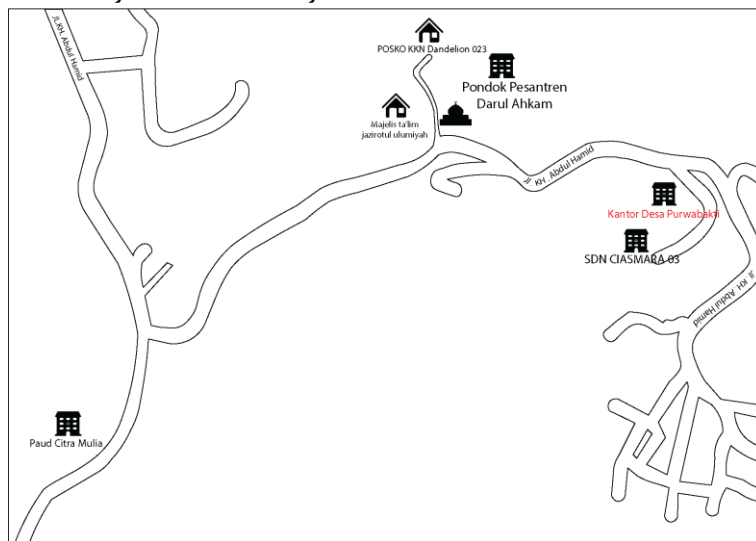 JL.KH. Abdul Hamid
POSKO KKN Dandelion 023
Pondok Pesantren
Darul Ahkam
Majelis ta'lim
jazirotul ulumiyah
Jl. KH. Abdul Hamid
Kantor Desa Purwabakti
SDN CIASMARA 03
Jl. KH. Abdul Hamid
Paud Citra Mulia